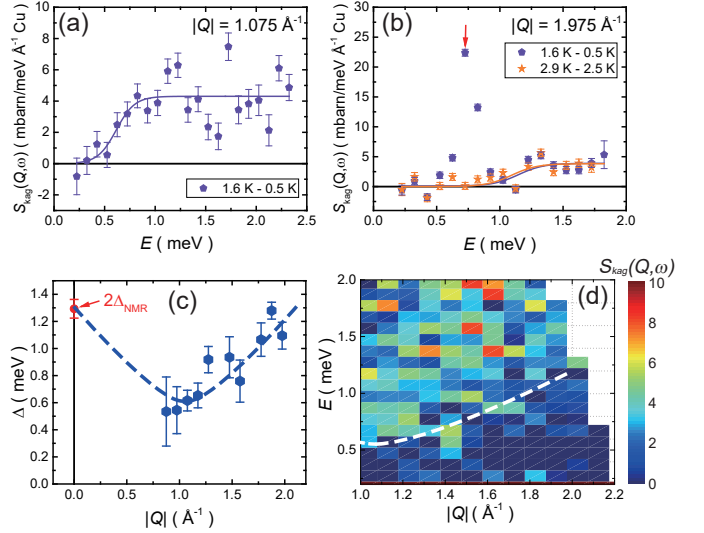 (a)
|Q| = 1.075 Å⁻¹
S_kag(Q,ω) ( mbarn/meV Å⁻¹ Cu )
8
6
4
2
0
-2
1.6 K - 0.5 K
0.0 0.5 1.0 1.5 2.0 2.5
E ( meV )
(b)
|Q| = 1.975 Å⁻¹
1.6 K - 0.5 K
2.9 K - 2.5 K
S_kag(Q,ω) ( mbarn/meV Å⁻¹ Cu )
30
25
20
15
10
5
0
0.0 0.5 1.0 1.5 2.0
E ( meV )
(c)
2Δ_NMR
Δ ( meV )
1.4
1.2
1.0
0.8
0.6
0.4
0.2
0.0
0.0 0.5 1.0 1.5 2.0
|Q| ( Å⁻¹ )
S_kag(Q,ω)
(d)
E ( meV )
2.0
1.5
1.0
0.5
1.0 1.2 1.4 1.6 1.8 2.0 2.2
|Q| ( Å⁻¹ )
10
8
6
4
2
0